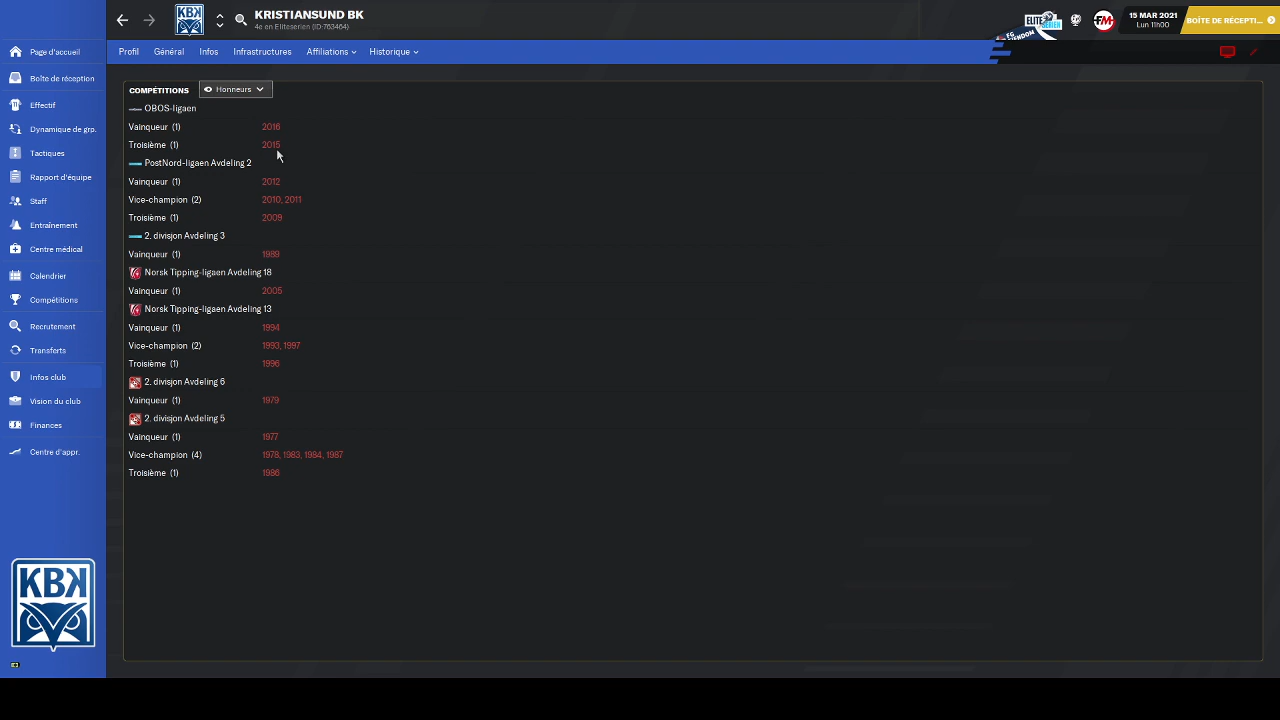 KRISTIANSUND BK
4e en Eliteserien (ID:763464)
15 MAR 2021
Lun 11h00
BOÎTE DE RÉCEPTI...
Profil Général Infos Infrastructures Affiliations Historique
Page d'accueil
Boîte de réception
Effectif
Dynamique de grp.
Tactiques
Rapport d'équipe
Staff
Entraînement
Centre médical
Calendrier
Compétitions
Recrutement
Transferts
Infos club
Vision du club
Finances
Centre d'appr.
KBK
COMPÉTITIONS Honneurs
OBOS-ligaen
Vainqueur (1) 2016
Troisième (1) 2015
PostNord-ligaen Avdeling 2
Vainqueur (1) 2012
Vice-champion (2) 2010, 2011
Troisième (1) 2009
2. divisjon Avdeling 3
Vainqueur (1) 1989
Norsk Tipping-ligaen Avdeling 18
Vainqueur (1) 2005
Norsk Tipping-ligaen Avdeling 13
Vainqueur (1) 1994
Vice-champion (2) 1993, 1997
Troisième (1) 1996
2. divisjon Avdeling 6
Vainqueur (1) 1979
2. divisjon Avdeling 5
Vainqueur (1) 1977
Vice-champion (4) 1978, 1983, 1984, 1987
Troisième (1) 1986